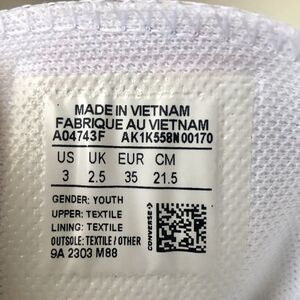 MADE IN VIETNAM
FABRIQUE AU VIETNAM
A04743F AK1K558N00170
US UK EUR CM
3 2.5 35 21.5
GENDER: YOUTH
UPPER: TEXTILE
LINING: TEXTILE
OUTSOLE: TEXTILE / OTHER
9A 2303 M88
CONVERSE